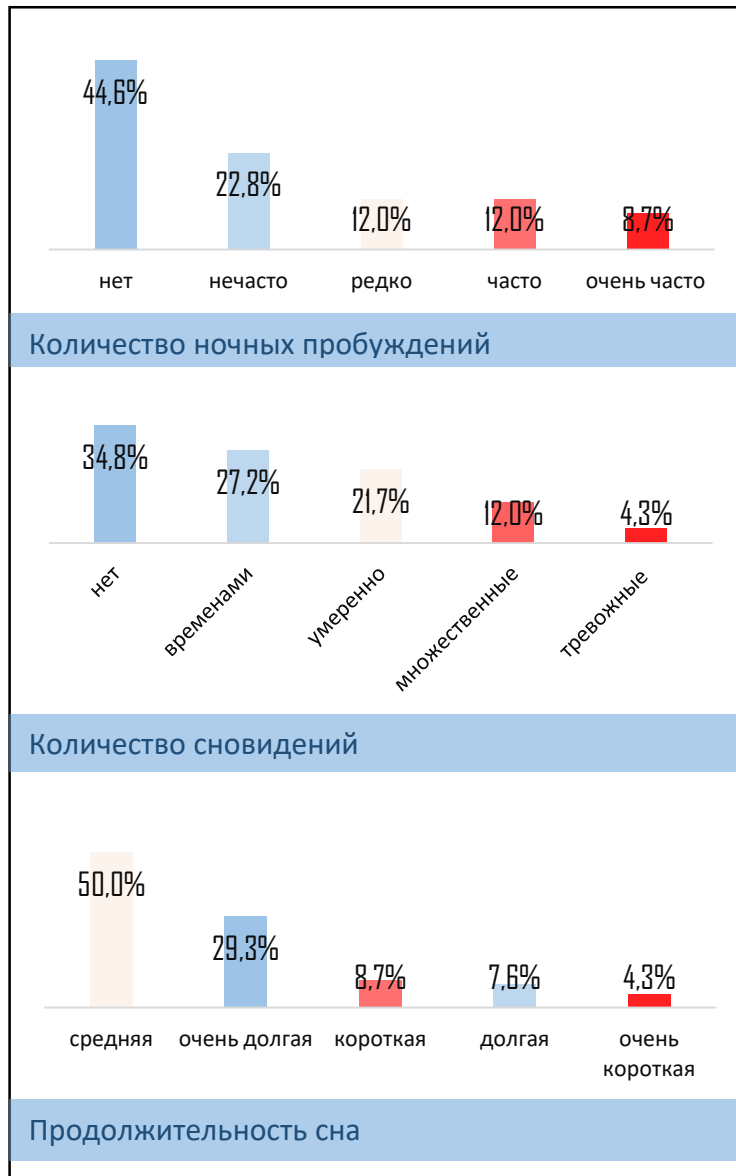 44,6%
22,8%
12,0%
12,0%
8,7%
нет нечасто редко часто очень часто
Количество ночных пробуждений
34,8%
27,2%
21,7%
12,0%
4,3%
нет временами умеренно множественные тревожные
Количество сновидений
50,0%
29,3%
8,7%
7,6%
4,3%
средняя очень долгая короткая долгая очень
короткая
Продолжительность сна